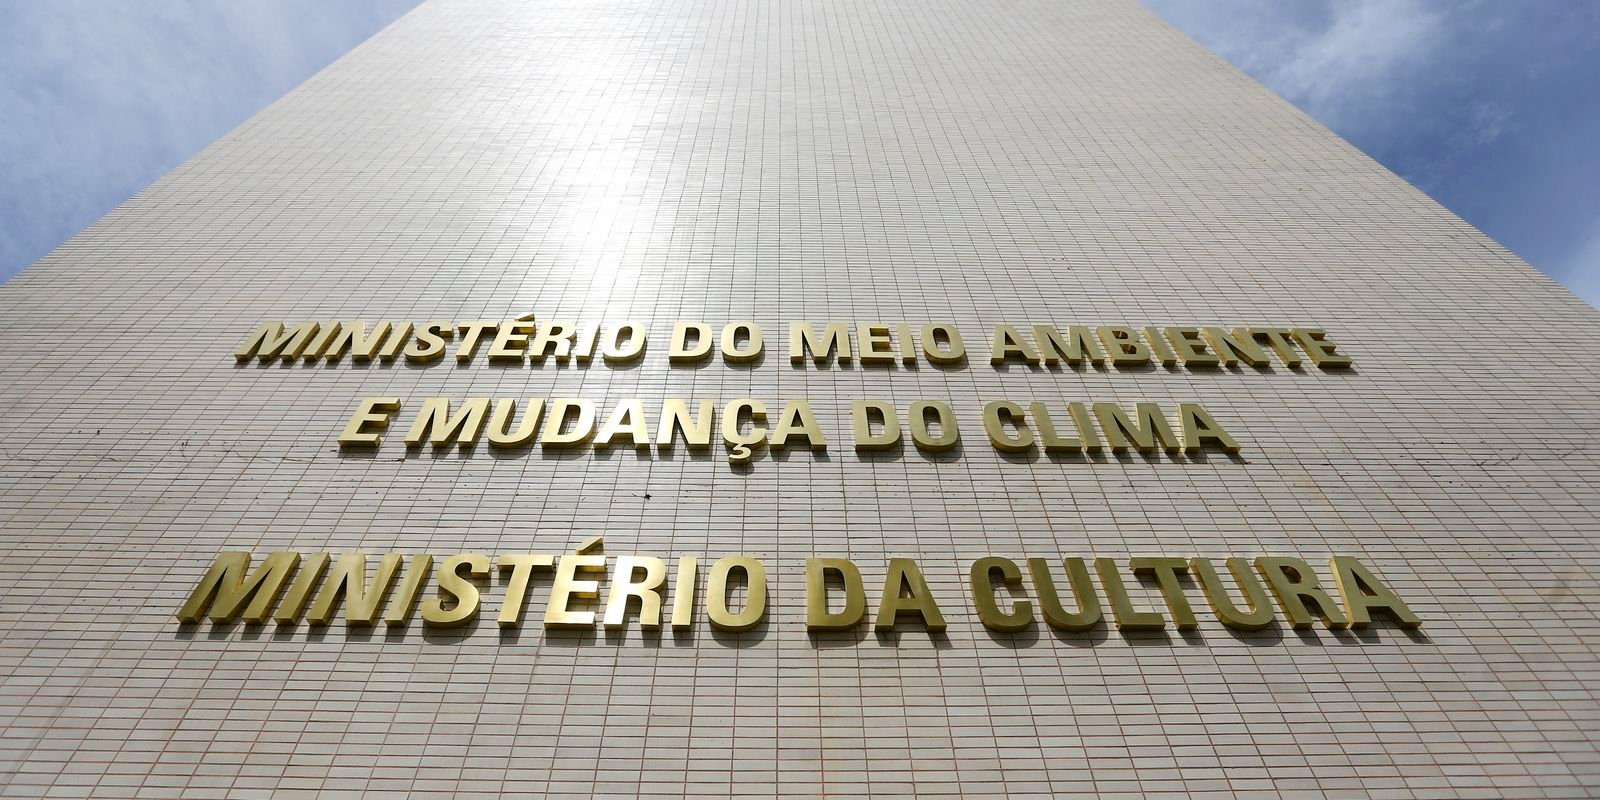 MINISTÉRIO DO MEIO AMBIENTE
E MUDANÇA DO CLIMA
MINISTÉRIO DA CULTURA